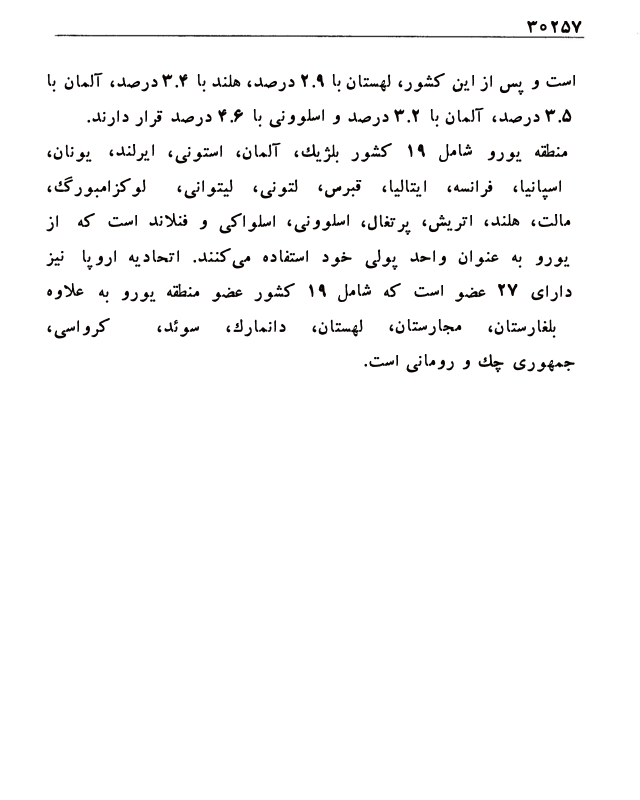 ۳۰۲۵۷
است و پس از این کشور، لهستان با ۲.۹ درصد، هلند با ۳.۴ درصد، آلمان با
۳.۵ درصد، آلمان با ۳.۲ درصد و اسلوونی با ۴.۶ درصد قرار دارند.
منطقه یورو شامل ۱۹ کشور بلژیك، آلمان، استونی، ایرلند، یونان،
اسپانیا، فرانسه، ایتالیا، قبرس، لتونی، لیتوانی، لوکزامبورگ،
مالت، هلند، اتریش، پرتغال، اسلوونی، اسلواکی و فنلاند است که از
یورو به عنوان واحد پولی خود استفاده می‌کنند. اتحادیه اروپا نیز
دارای ۲۷ عضو است که شامل ۱۹ کشور عضو منطقه یورو به علاوه
بلغارستان، مجارستان، لهستان، دانمارك، سوئد، کرواسی،
جمهوری چك و رومانی است.